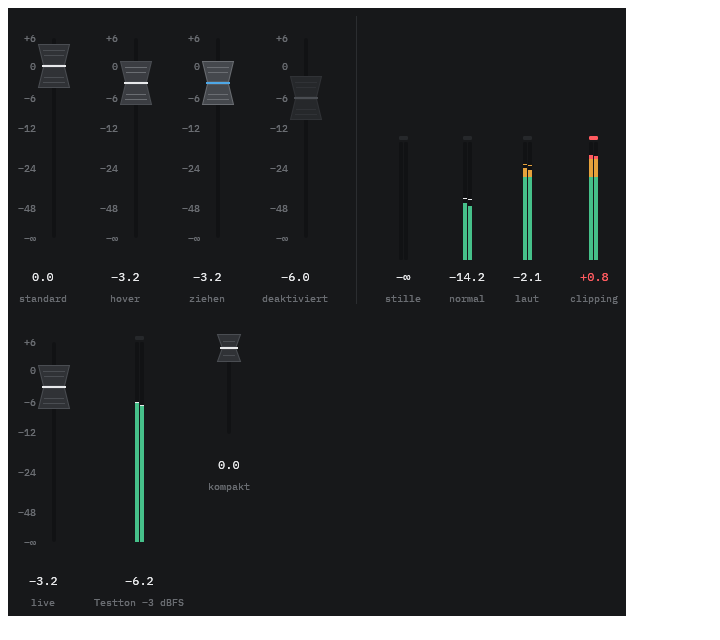 +6 +6 +6 +6
0 0 0 0
−6 −6 −6 −6
−12 −12 −12 −12
−24 −24 −24 −24
−48 −48 −48 −48
−∞ −∞ −∞ −∞
0.0 −3.2 −3.2 −6.0 −∞ −14.2 −2.1 +0.8
standard hover ziehen deaktiviert stille normal laut clipping
+6
0
−6
−12
−24
−48
−∞
0.0
kompakt
−3.2 −6.2
live Testton −3 dBFS